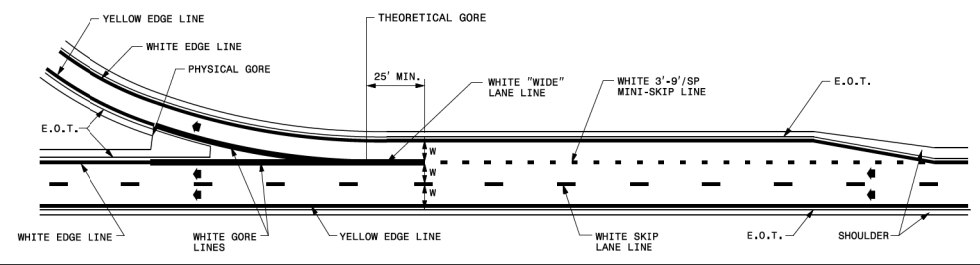 YELLOW EDGE LINE
THEORETICAL GORE
WHITE EDGE LINE
PHYSICAL GORE
25' MIN.
WHITE "WIDE"
LANE LINE
WHITE 3'-9'/SP
MINI-SKIP LINE
E.O.T.
E.O.T.
W
W
W
WHITE EDGE LINE
WHITE GORE
LINES
YELLOW EDGE LINE
WHITE SKIP
LANE LINE
E.O.T.
SHOULDER